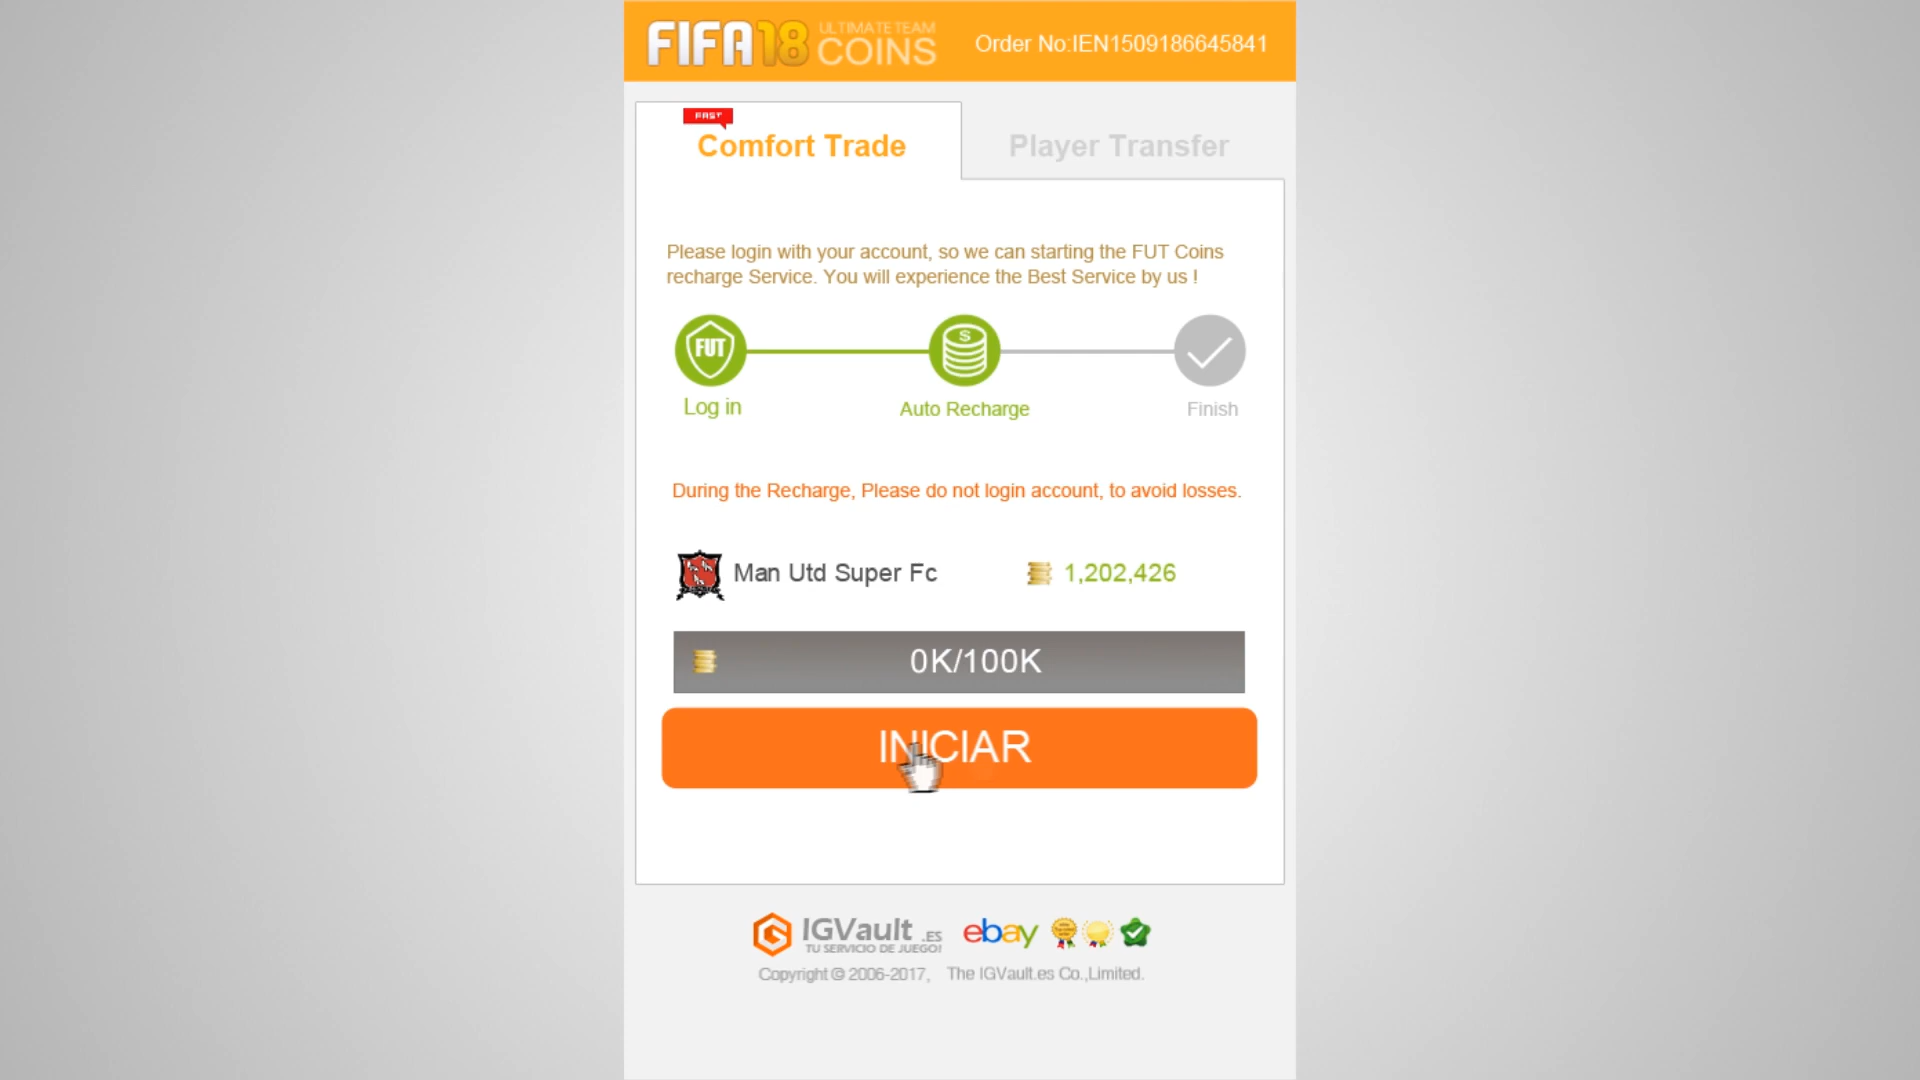 FIFA 18 ULTIMATE TEAM COINS
Order No:IEN1509186645841
FAST
Comfort Trade
Player Transfer
Please login with your account, so we can starting the FUT Coins
recharge Service. You will experience the Best Service by us !
FUT
$
Log in
Auto Recharge
Finish
During the Recharge, Please do not login account, to avoid losses.
Man Utd Super Fc
1,202,426
0K/100K
INICIAR
IGVault .ES
TU SERVICIO DE JUEGO!
ebay
Copyright © 2006-2017, The IGVault.es Co.,Limited.